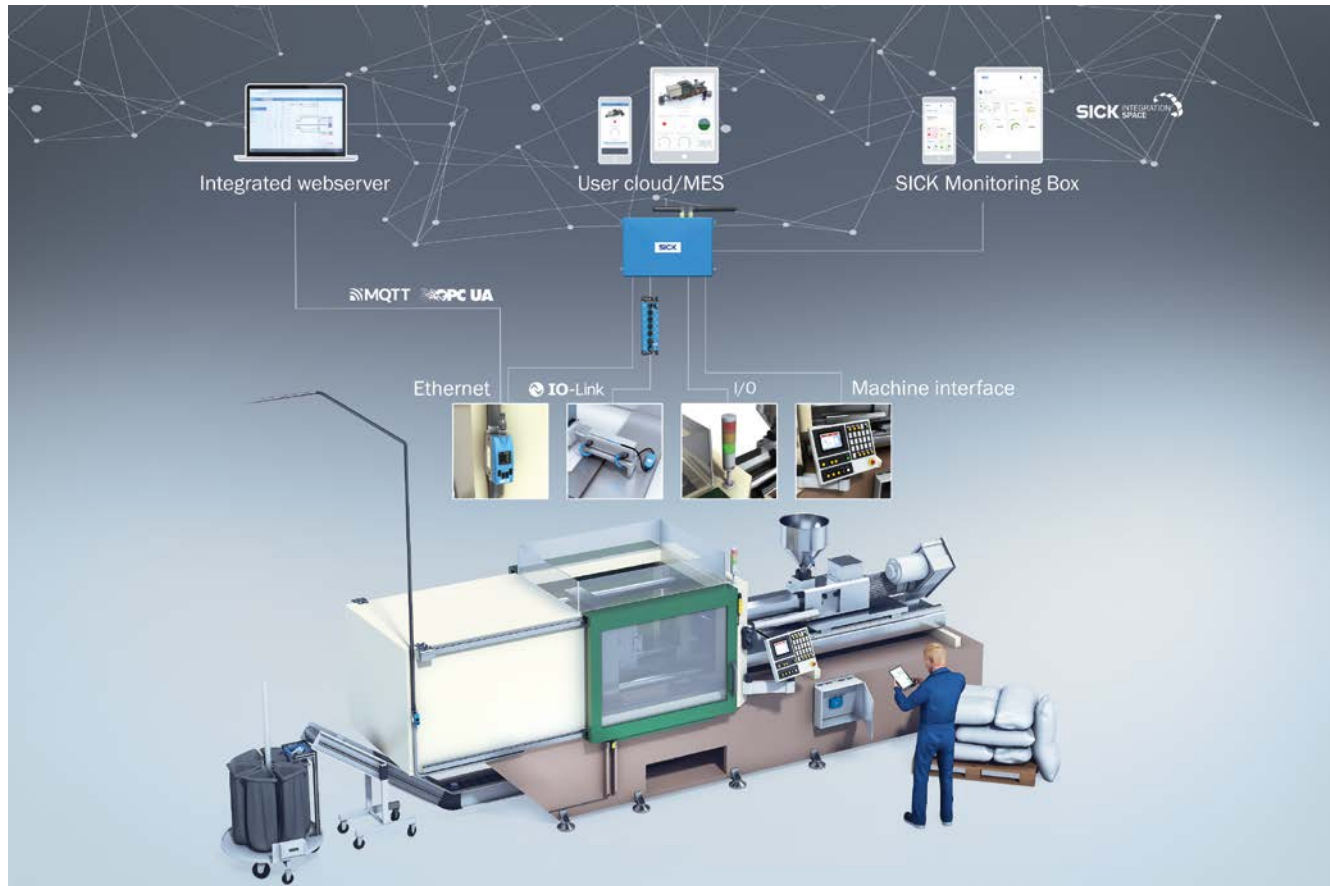 SICK INTEGRATION
SPACE
Integrated webserver
User cloud/MES
SICK Monitoring Box
SICK
MQTT OPC UA
Ethernet
IO-Link
I/O
Machine interface